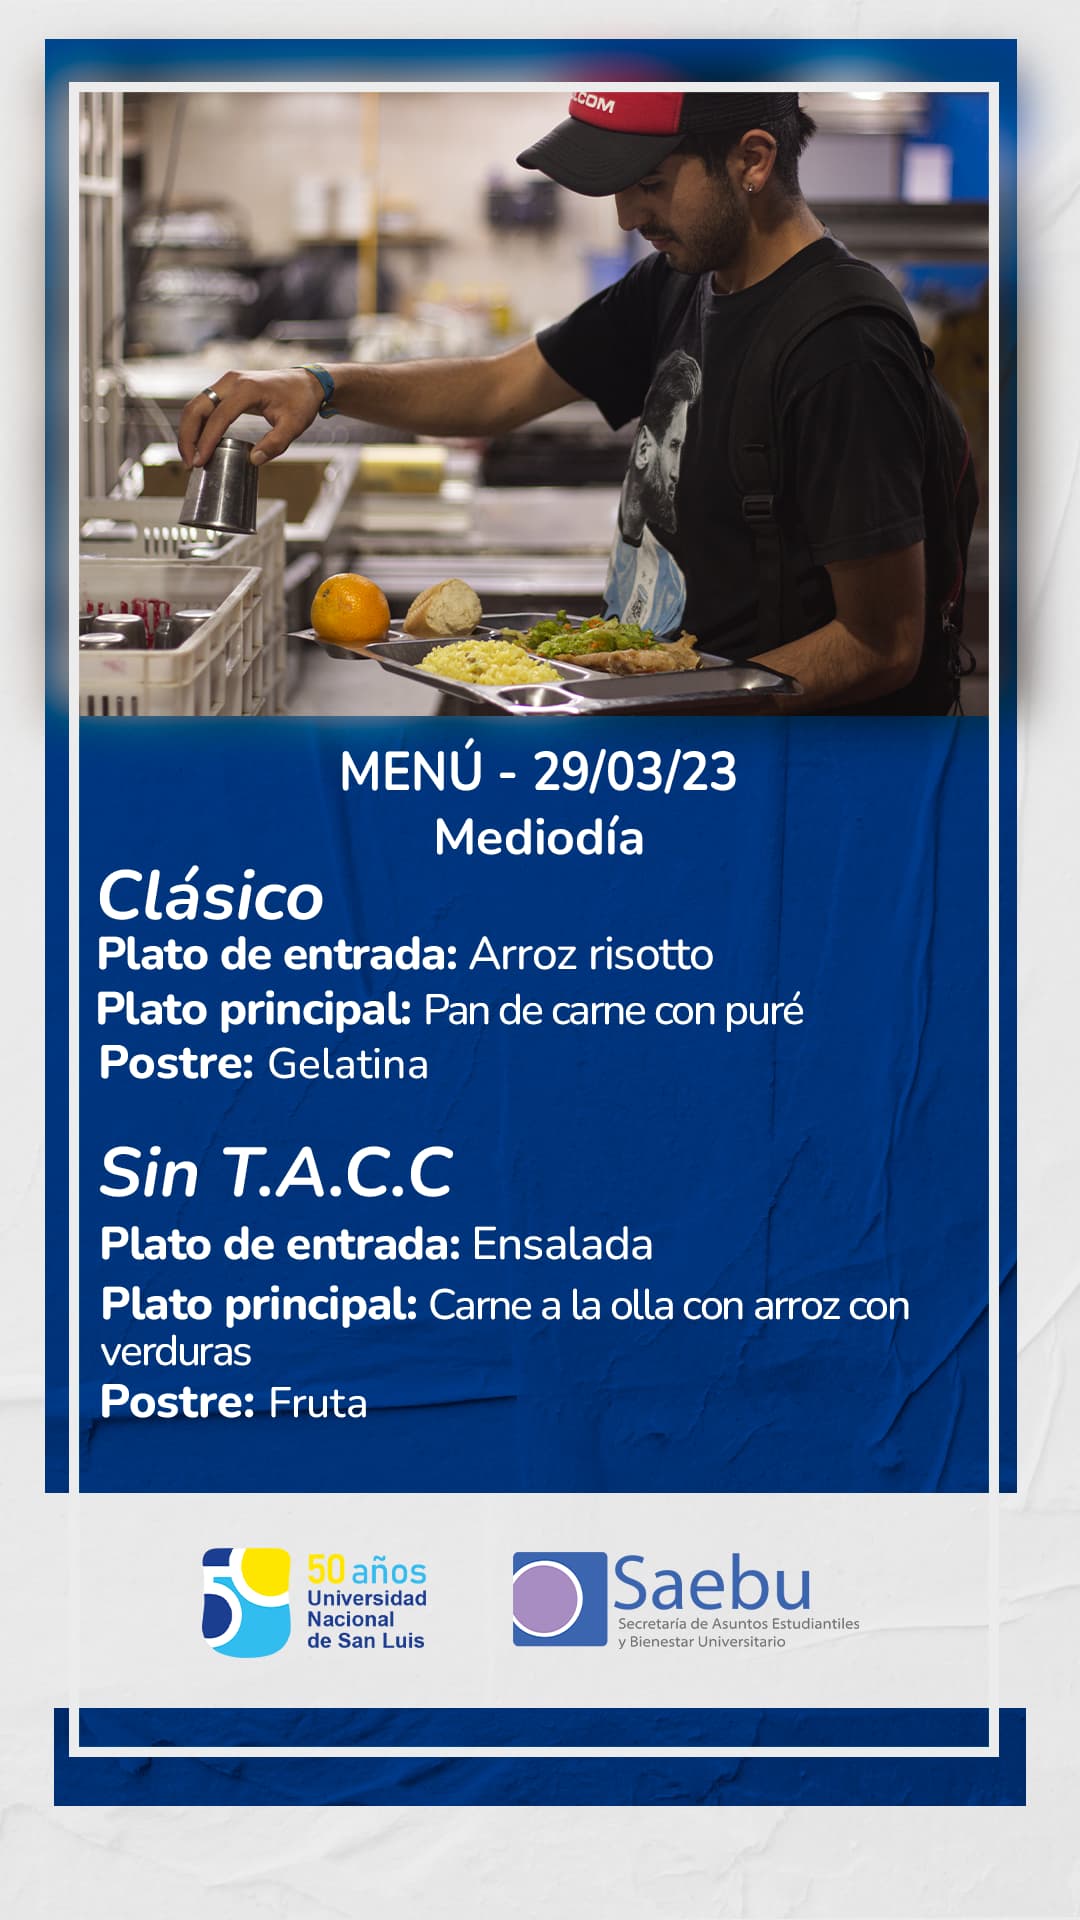 .COM
MENÚ - 29/03/23
Mediodía
Clásico
Plato de entrada: Arroz risotto
Plato principal: Pan de carne con puré
Postre: Gelatina
Sin T.A.C.C
Plato de entrada: Ensalada
Plato principal: Carne a la olla con arroz con
verduras
Postre: Fruta
50 años
Universidad
Nacional
de San Luis
Saebu
Secretaría de Asuntos Estudiantiles
y Bienestar Universitario